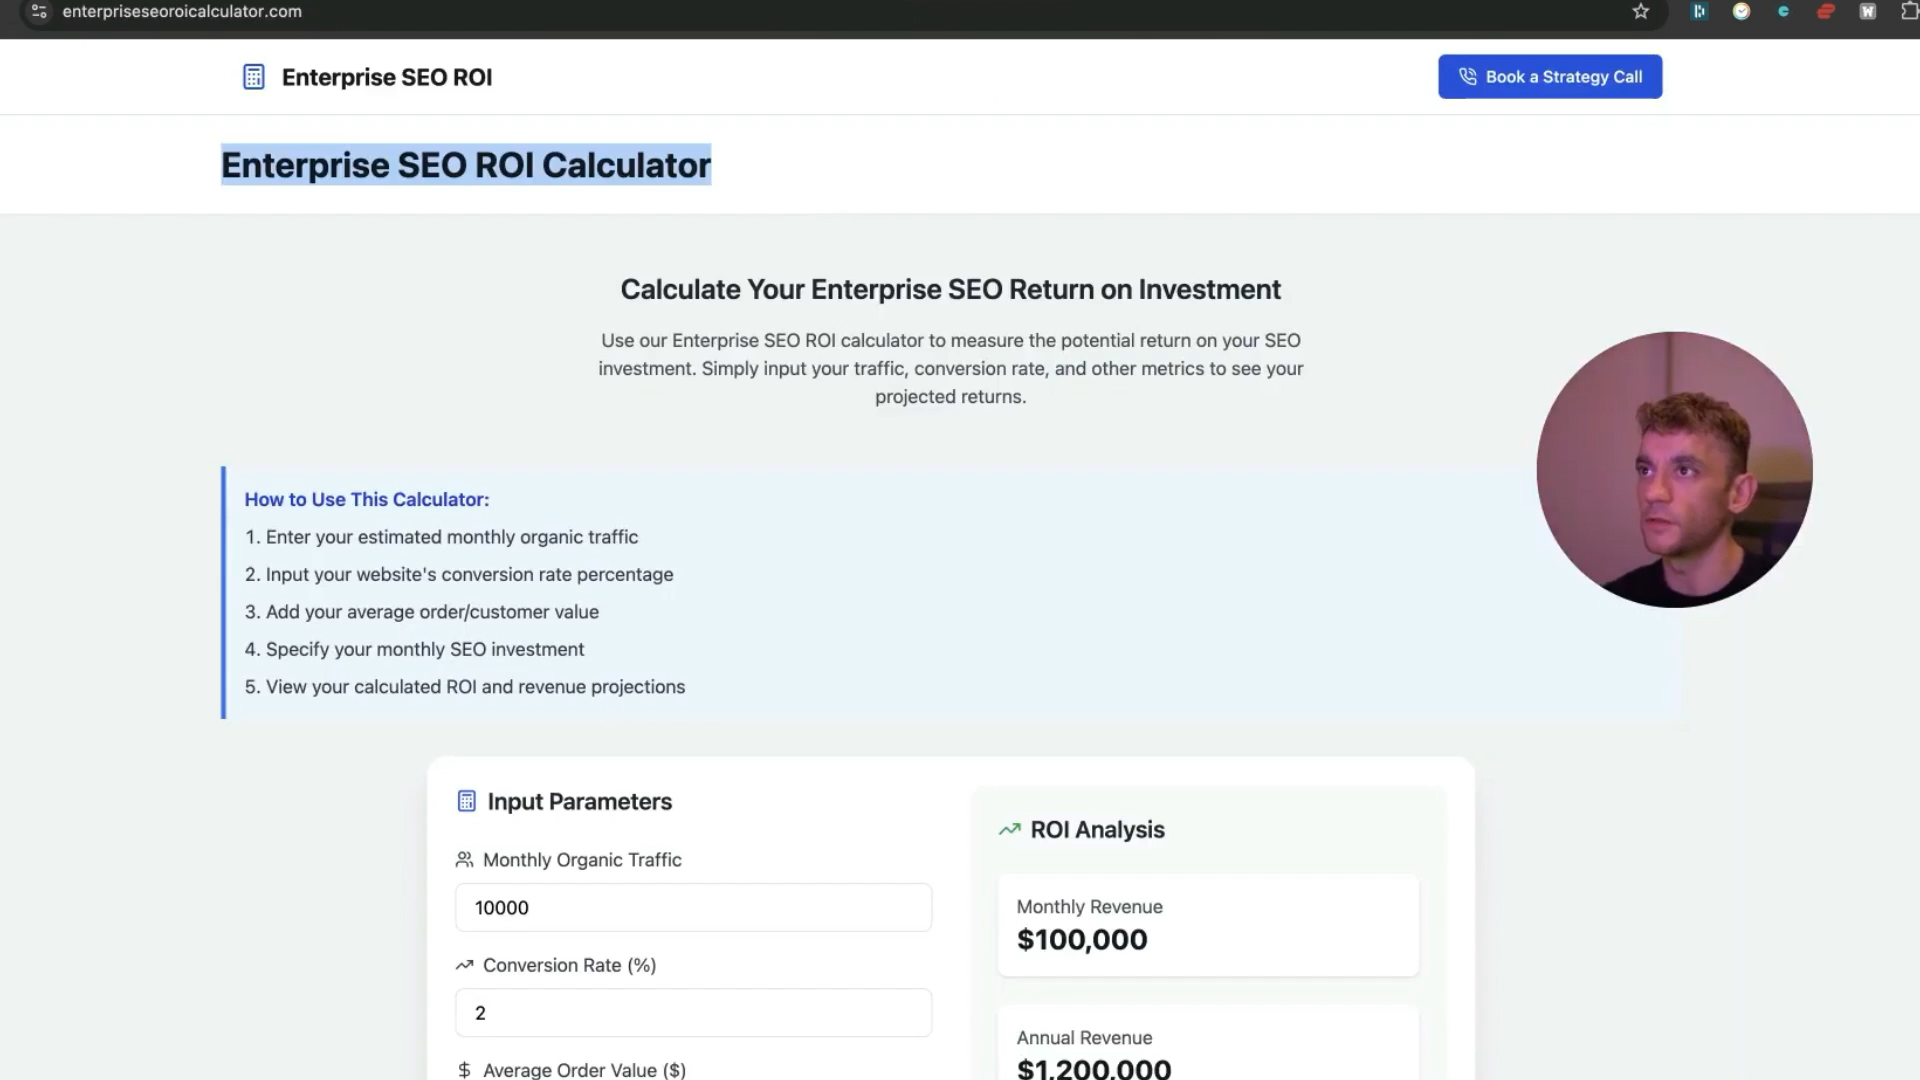 enterpriseseoroicalculator.com
Enterprise SEO ROI
Book a Strategy Call
Enterprise SEO ROI Calculator
Calculate Your Enterprise SEO Return on Investment
Use our Enterprise SEO ROI calculator to measure the potential return on your SEO
investment. Simply input your traffic, conversion rate, and other metrics to see your
projected returns.
How to Use This Calculator:
1. Enter your estimated monthly organic traffic
2. Input your website's conversion rate percentage
3. Add your average order/customer value
4. Specify your monthly SEO investment
5. View your calculated ROI and revenue projections
Input Parameters
Monthly Organic Traffic
10000
Conversion Rate (%)
2
Average Order Value ($)
ROI Analysis
Monthly Revenue
$100,000
Annual Revenue
$1,200,000